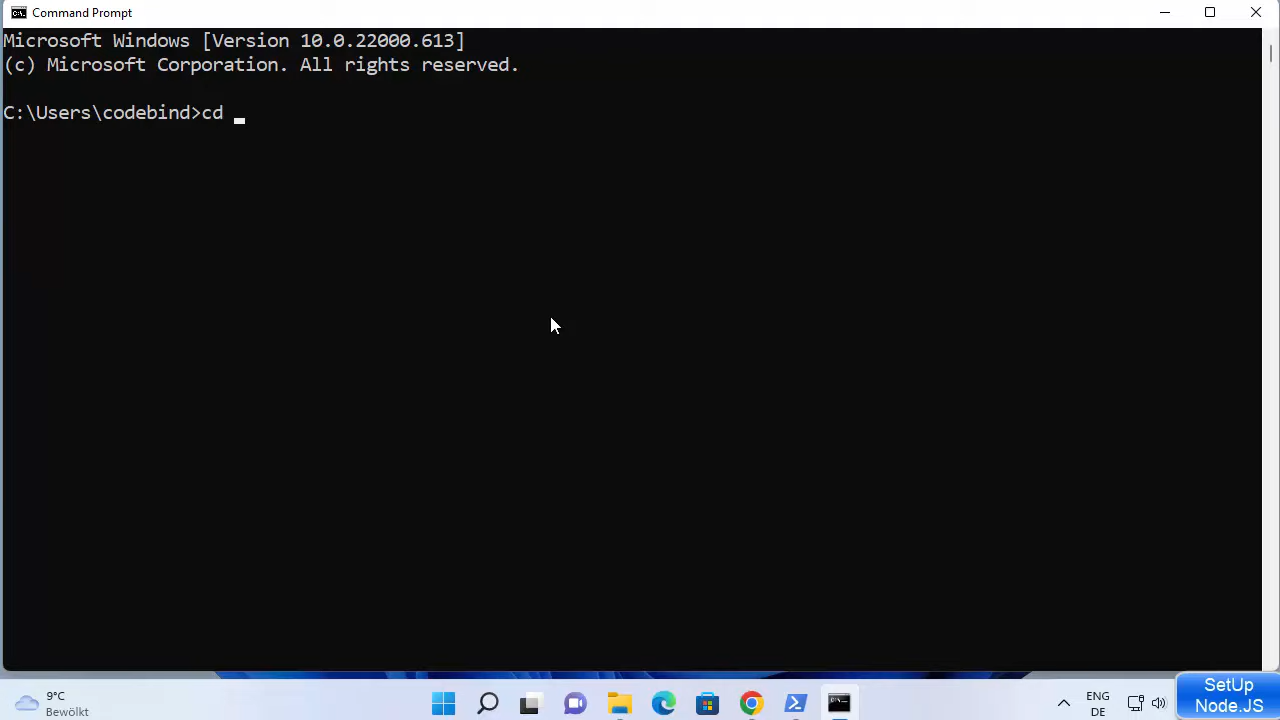 Command Prompt
Microsoft Windows [Version 10.0.22000.613]
(c) Microsoft Corporation. All rights reserved.
C:\Users\codebind>cd
9°C
Bewölkt
ENG
DE
SetUp
Node.JS